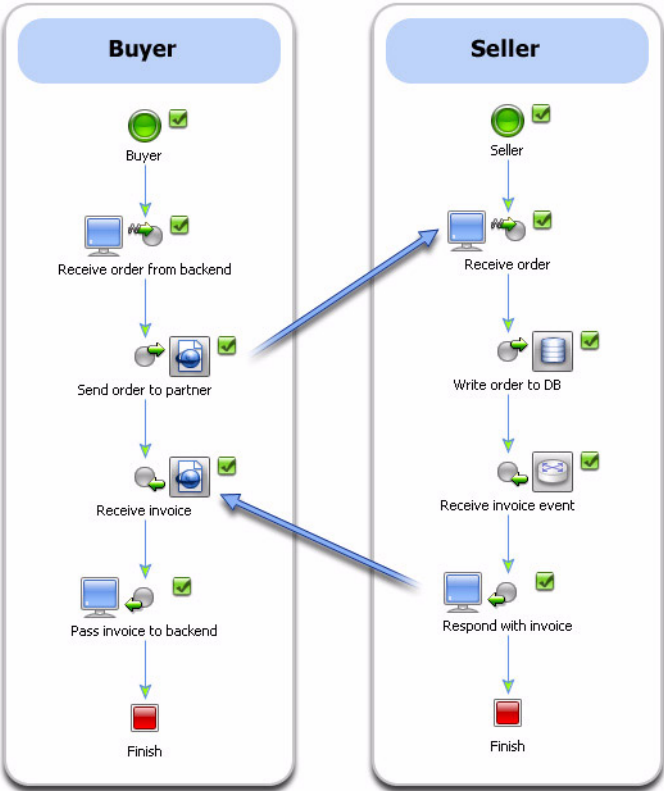 Buyer
Buyer
Receive order from backend
Send order to partner
Receive invoice
Pass invoice to backend
Finish
Seller
Seller
Receive order
Write order to DB
Receive invoice event
Respond with invoice
Finish